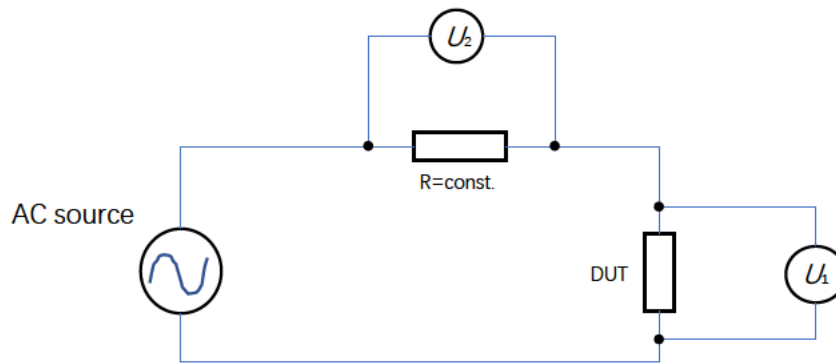 U₂
R=const.
AC source
DUT
U₁